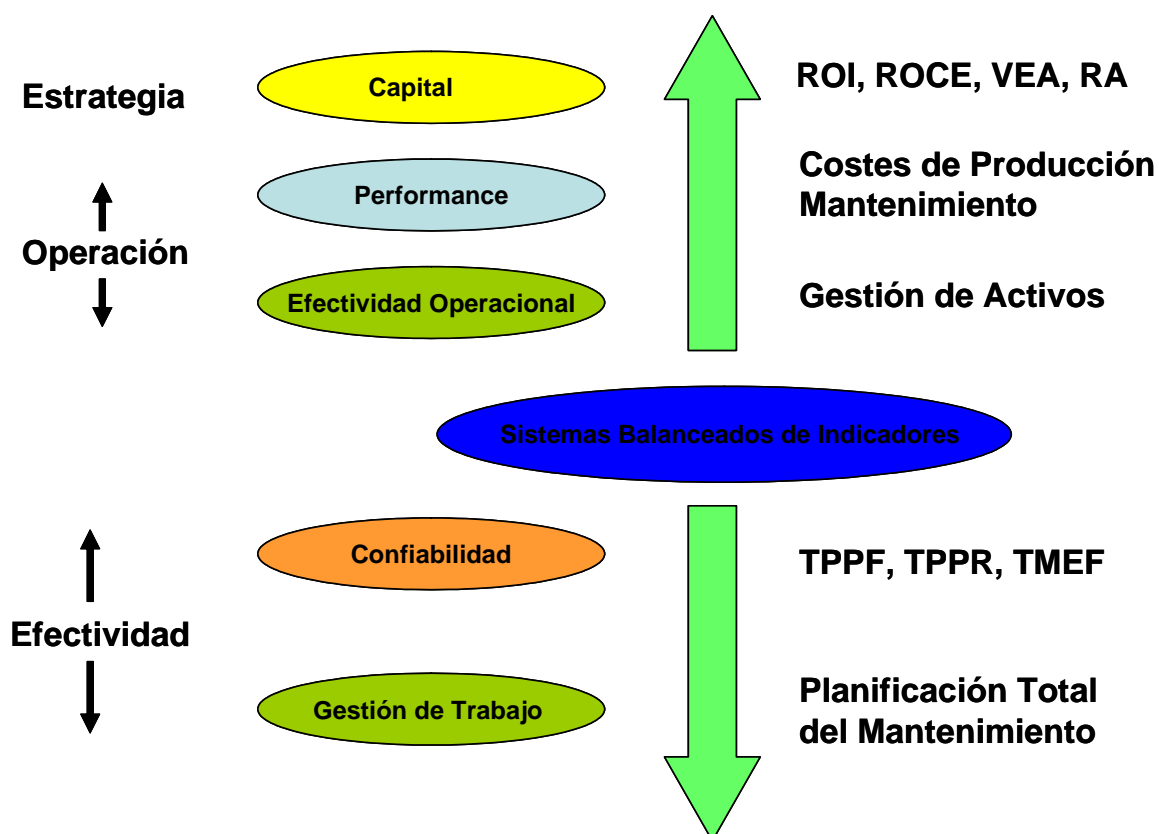 Estrategia
Capital
ROI, ROCE, VEA, RA
Performance
Costes de Producción
Mantenimiento
Operación
Efectividad Operacional
Gestión de Activos
Sistemas Balanceados de Indicadores
Confiabilidad
TPPF, TPPR, TMEF
Efectividad
Gestión de Trabajo
Planificación Total
del Mantenimiento